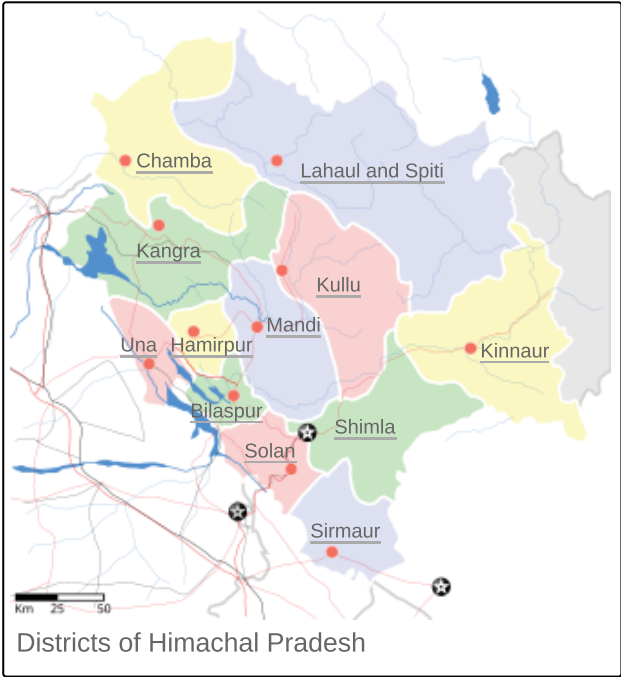 Chamba
Lahaul and Spiti
Kangra
Kullu
Mandi
Una
Hamirpur
Kinnaur
Bilaspur
Shimla
Solan
Sirmaur
Km 25 50
Districts of Himachal Pradesh